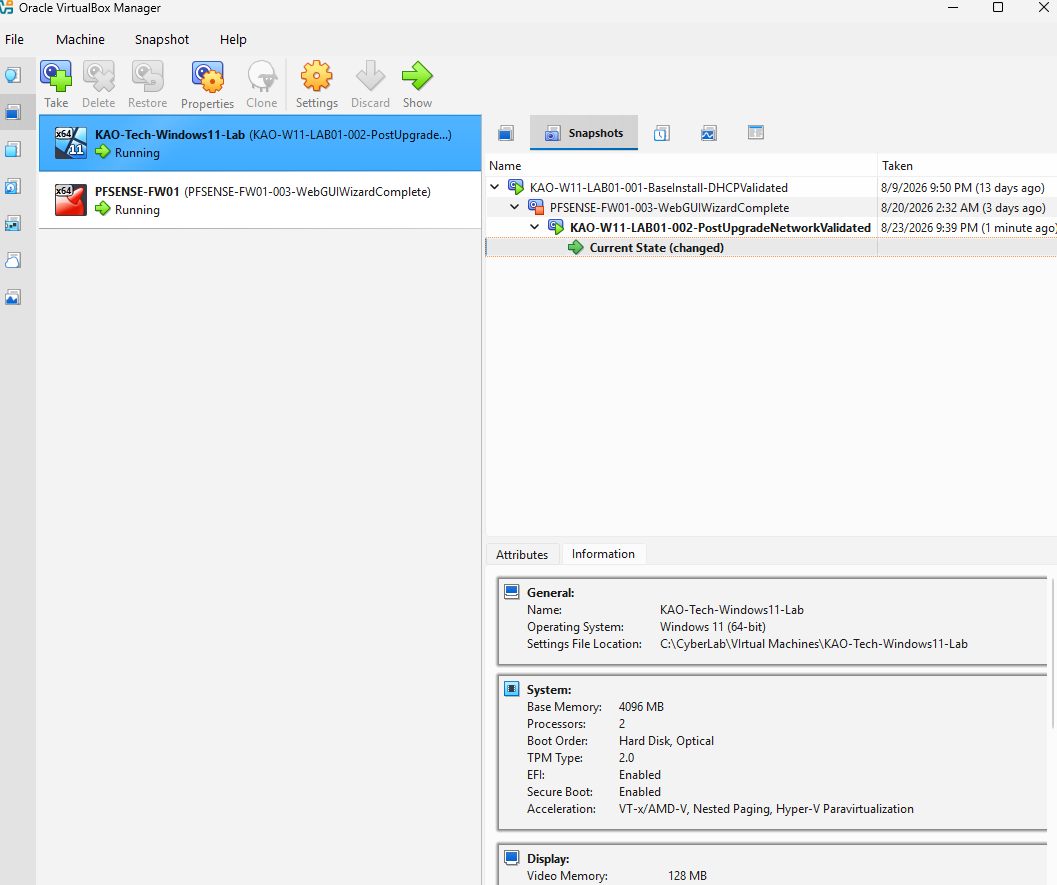 Oracle VirtualBox Manager
File Machine Snapshot Help
Take Delete Restore Properties Clone Settings Discard Show
x64 11 KAO-Tech-Windows11-Lab (KAO-W11-LAB01-002-PostUpgrade...)
Running
x64 PFSENSE-FW01 (PFSENSE-FW01-003-WebGUIWizardComplete)
Running
Snapshots
Name Taken
KAO-W11-LAB01-001-BaseInstall-DHCPValidated 8/9/2026 9:50 PM (13 days ago)
PFSENSE-FW01-003-WebGUIWizardComplete 8/20/2026 2:32 AM (3 days ago)
KAO-W11-LAB01-002-PostUpgradeNetworkValidated 8/23/2026 9:39 PM (1 minute ago)
Current State (changed)
Attributes Information
General:
Name: KAO-Tech-Windows11-Lab
Operating System: Windows 11 (64-bit)
Settings File Location: C:\CyberLab\VIrtual Machines\KAO-Tech-Windows11-Lab
System:
Base Memory: 4096 MB
Processors: 2
Boot Order: Hard Disk, Optical
TPM Type: 2.0
EFI: Enabled
Secure Boot: Enabled
Acceleration: VT-x/AMD-V, Nested Paging, Hyper-V Paravirtualization
Display:
Video Memory: 128 MB